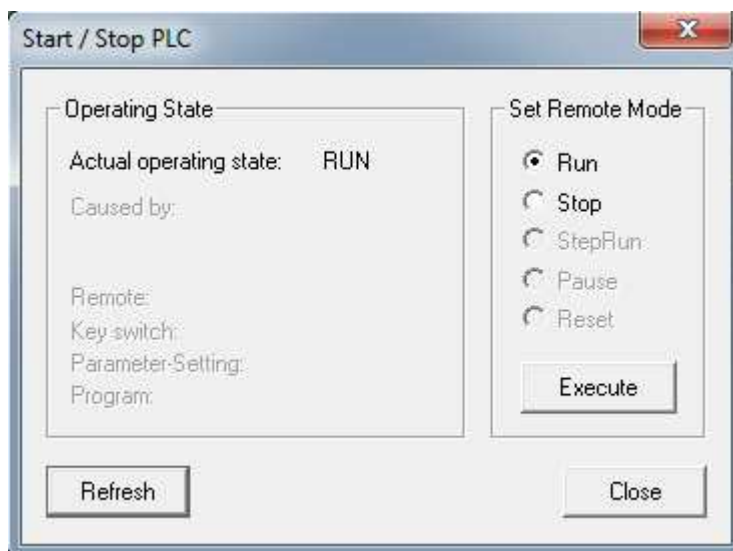 Start / Stop PLC
Operating State
Actual operating state: RUN
Caused by:
Remote:
Key switch:
Parameter-Setting:
Program:
Set Remote Mode
Run
Stop
StepRun
Pause
Reset
Execute
Refresh
Close